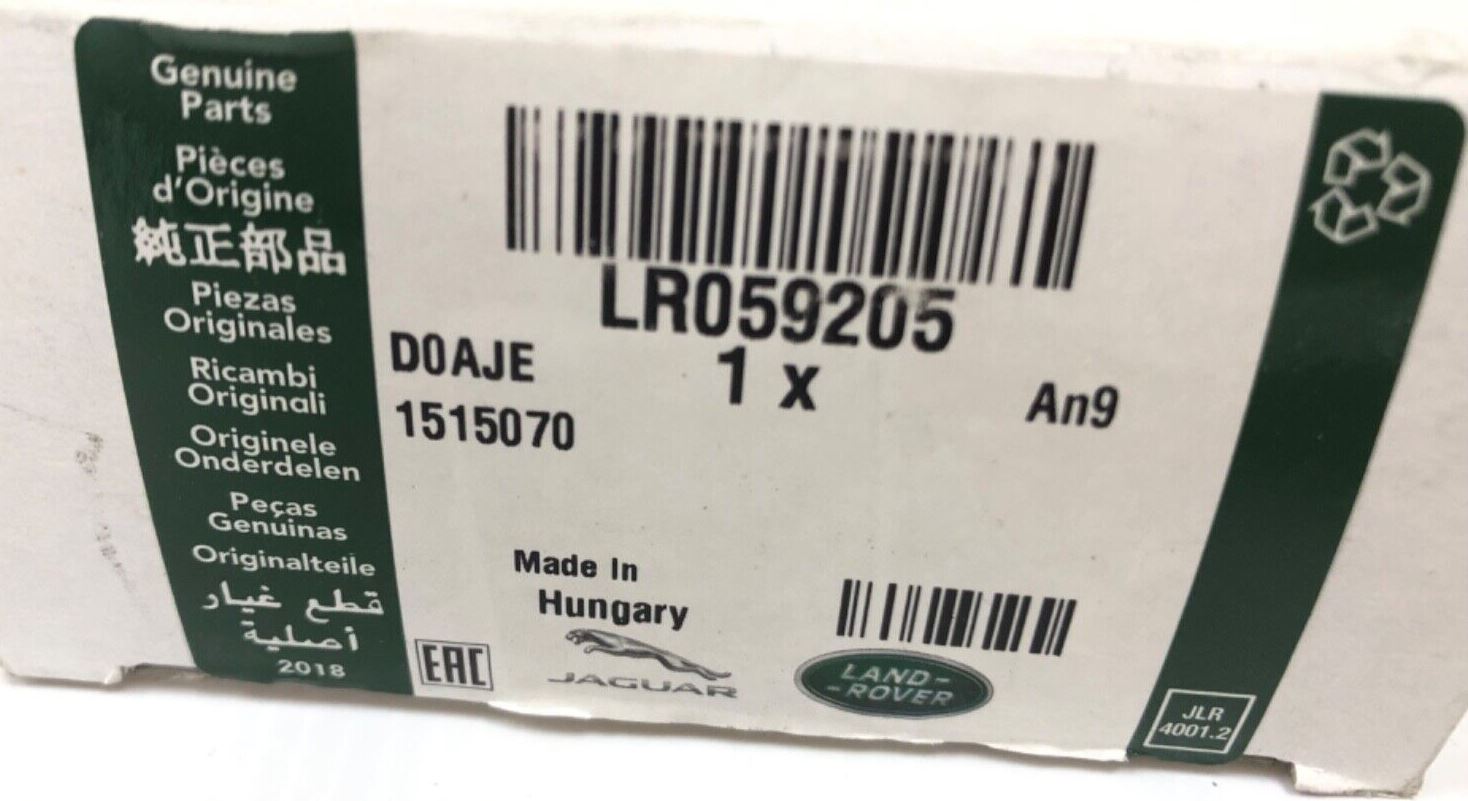 Genuine
Parts
Pièces
d'Origine
純正部品
Piezas
Originales
Ricambi
Originali
Originele
Onderdelen
Peças
Genuinas
Originalteile
قطع غيار
أصلية
2018
LR059205
D0AJE
1 x
An9
1515070
Made In
Hungary
EAC
JAGUAR
LAND-
-ROVER
JLR
4001.2